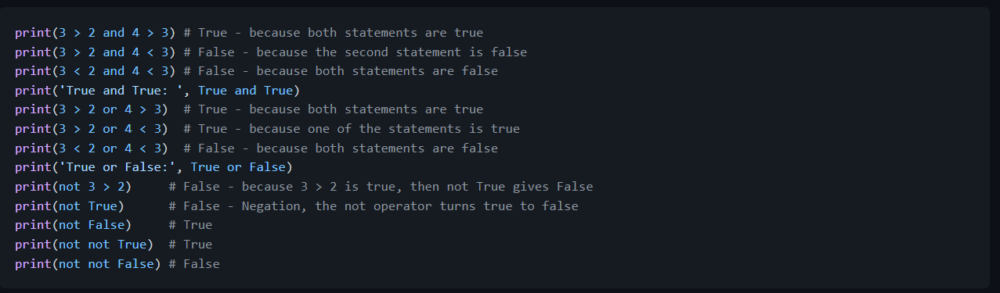 print(3 > 2 and 4 > 3) # True - because both statements are true
print(3 > 2 and 4 < 3) # False - because the second statement is false
print(3 < 2 and 4 < 3) # False - because both statements are false
print('True and True: ', True and True)
print(3 > 2 or 4 > 3)  # True - because both statements are true
print(3 > 2 or 4 < 3)  # True - because one of the statements is true
print(3 < 2 or 4 < 3)  # False - because both statements are false
print('True or False:', True or False)
print(not 3 > 2)     # False - because 3 > 2 is true, then not True gives False
print(not True)      # False - Negation, the not operator turns true to false
print(not False)     # True
print(not not True)  # True
print(not not False) # False